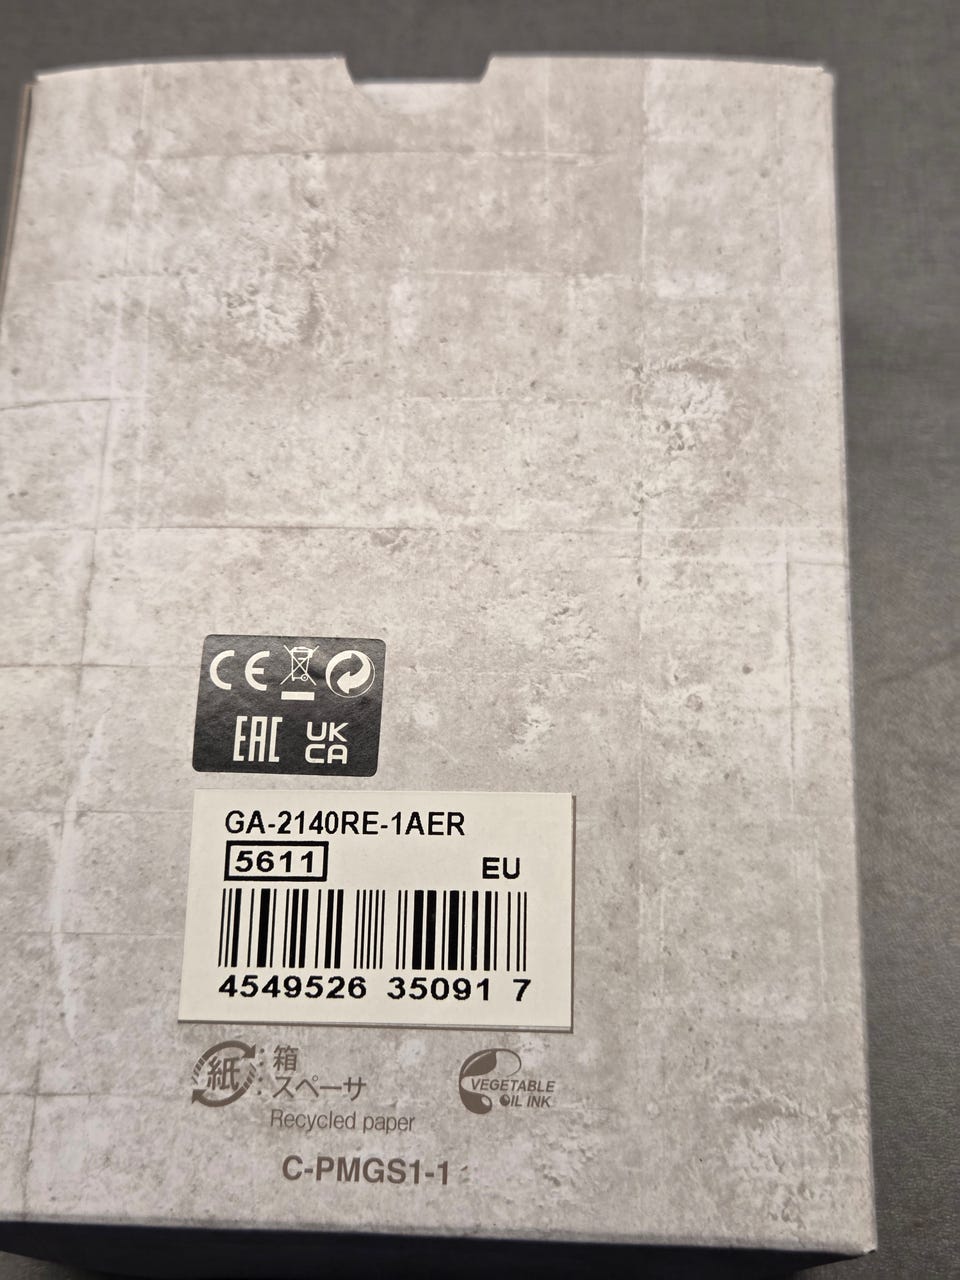 CE
EAC UK
CA
GA-2140RE-1AER
5611 EU
4549526 35091 7
紙 : 箱
: スペーサ
Recycled paper
VEGETABLE
OIL INK
C-PMGS1-1